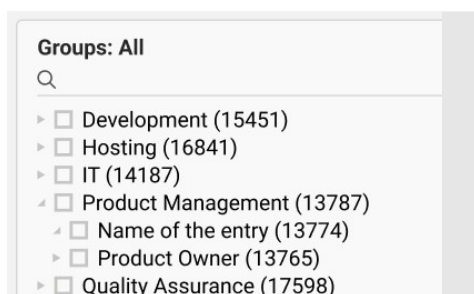 Groups: All
Development (15451)
Hosting (16841)
IT (14187)
Product Management (13787)
Name of the entry (13774)
Product Owner (13765)
Quality Assurance (17598)